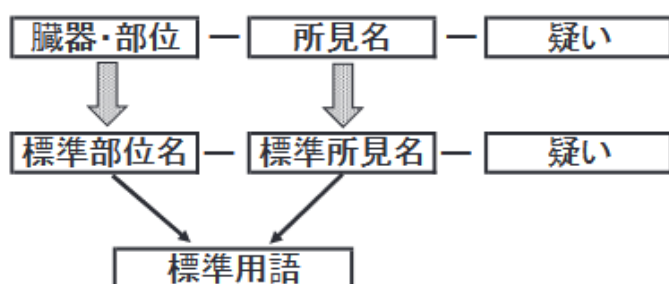 臓器・部位 ー 所見名 ー 疑い
標準部位名 ー 標準所見名 ー 疑い
標準用語